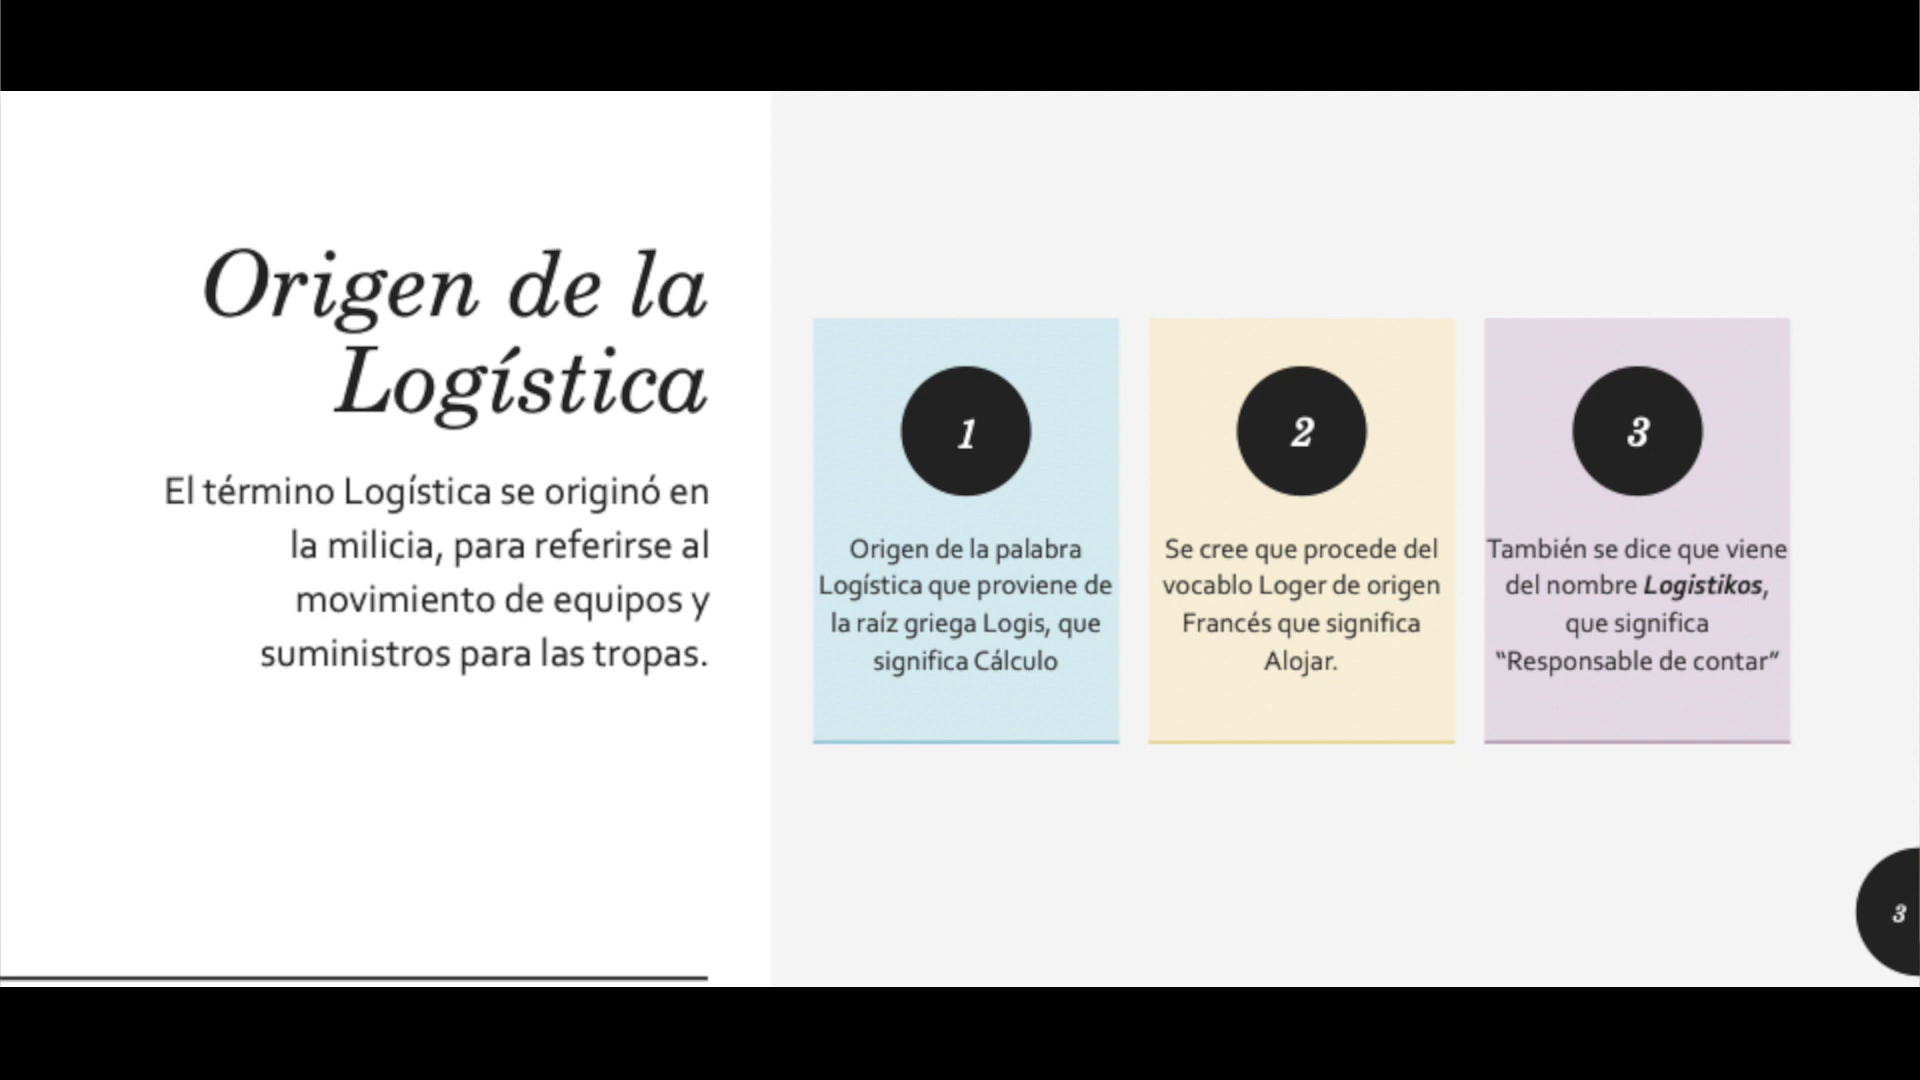 Origen de la
Logística
El término Logística se originó en
la milicia, para referirse al
movimiento de equipos y
suministros para las tropas.
1
Origen de la palabra
Logística que proviene de
la raíz griega Logis, que
significa Cálculo
2
Se cree que procede del
vocablo Loger de origen
Francés que significa
Alojar.
3
También se dice que viene
del nombre Logistikos,
que significa
“Responsable de contar”
3